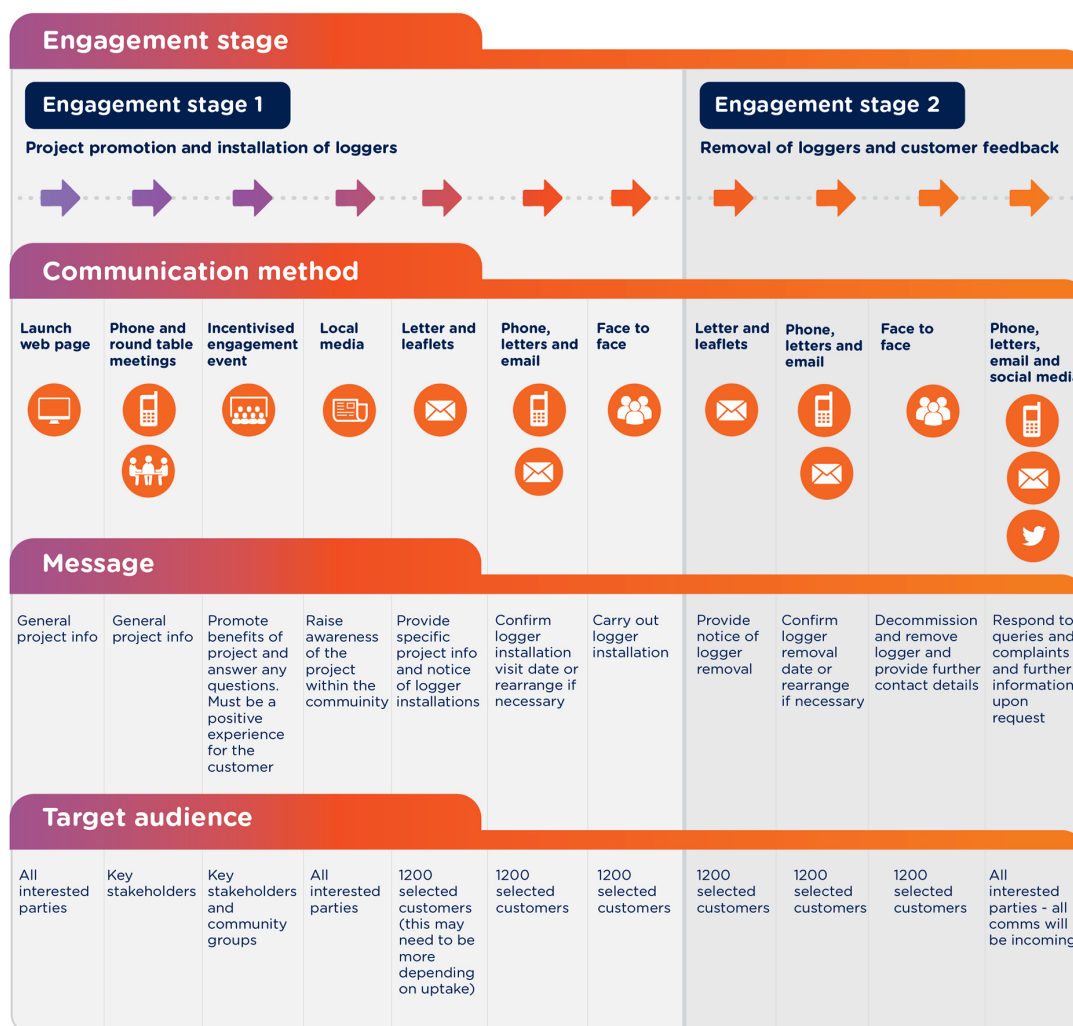 Engagement stage
Engagement stage 1
Project promotion and installation of loggers
Engagement stage 2
Removal of loggers and customer feedback
Communication method
Launch
web page
Phone and
round table
meetings
Incentivised
engagement
event
Local
media
Letter and
leaflets
Phone,
letters and
email
Face to
face
Letter and
leaflets
Phone,
letters and
email
Face to
face
Phone,
letters,
email and
social media
Message
General
project info
General
project info
Promote
benefits of
project and
answer any
questions.
Must be a
positive
experience
for the
customer
Raise
awareness
of the
project
within the
commuinity
Provide
specific
project info
and notice
of logger
installations
Confirm
logger
installation
visit date or
rearrange if
necessary
Carry out
logger
installation
Provide
notice of
logger
removal
Confirm
logger
removal
date or
rearrange
if necessary
Decommission
and remove
logger and
provide further
contact details
Respond to
queries and
complaints
and further
information
upon
request
Target audience
All
interested
parties
Key
stakeholders
Key
stakeholders
and
community
groups
All
interested
parties
1200
selected
customers
(this may
need to be
more
depending
on uptake)
1200
selected
customers
1200
selected
customers
1200
selected
customers
1200
selected
customers
1200
selected
customers
All
interested
parties - all
comms will
be incoming